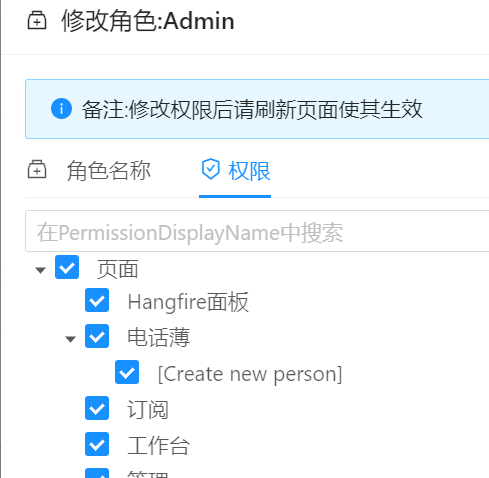 修改角色:Admin
备注:修改权限后请刷新页面使其生效
角色名称 权限
在PermissionDisplayName中搜索
页面
Hangfire面板
电话薄
[Create new person]
订阅
工作台
管理